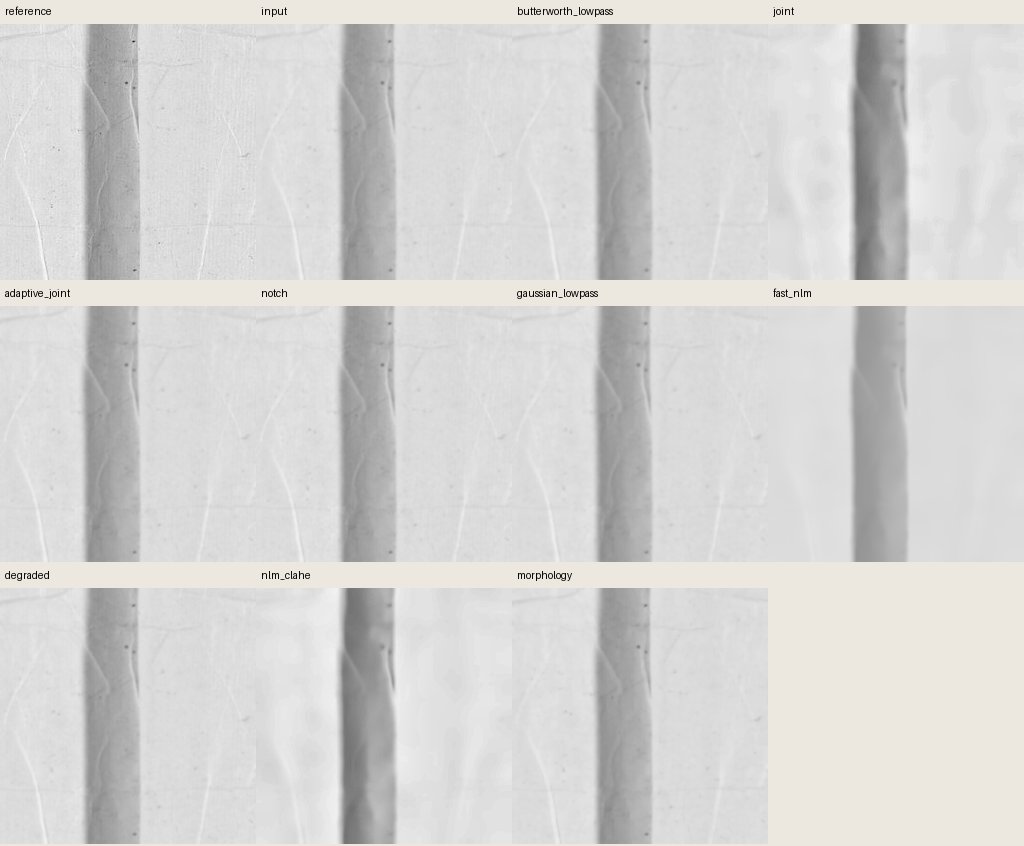 reference input butterworth_lowpass joint
adaptive_joint notch gaussian_lowpass fast_nlm
degraded nlm_clahe morphology